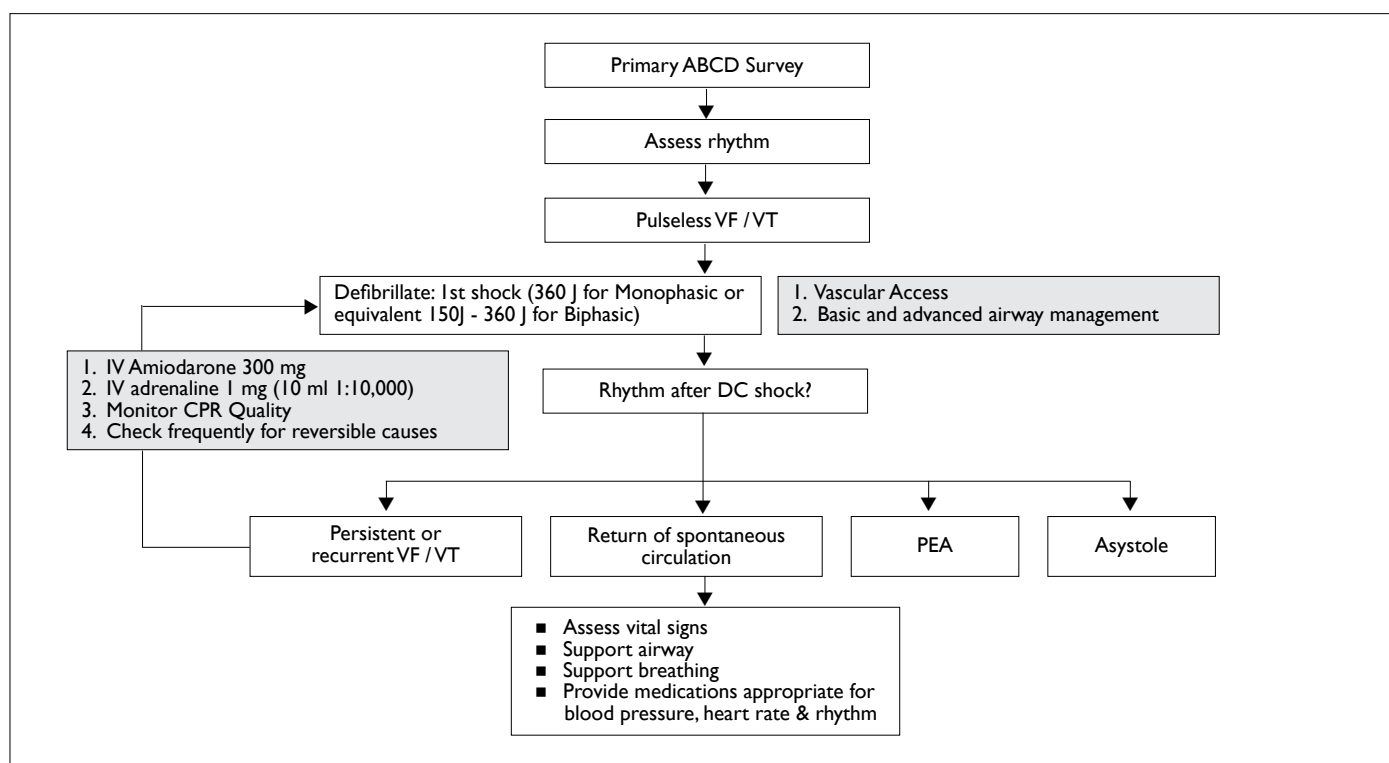 Primary ABCD Survey
Assess rhythm
Pulseless VF / VT
Defibrillate: 1st shock (360 J for Monophasic or
equivalent 150J - 360 J for Biphasic)
1. Vascular Access
2. Basic and advanced airway management
1. IV Amiodarone 300 mg
2. IV adrenaline 1 mg (10 ml 1:10,000)
3. Monitor CPR Quality
4. Check frequently for reversible causes
Rhythm after DC shock?
Persistent or
recurrent VF / VT
Return of spontaneous
circulation
PEA
Asystole
■ Assess vital signs
■ Support airway
■ Support breathing
■ Provide medications appropriate for
blood pressure, heart rate & rhythm